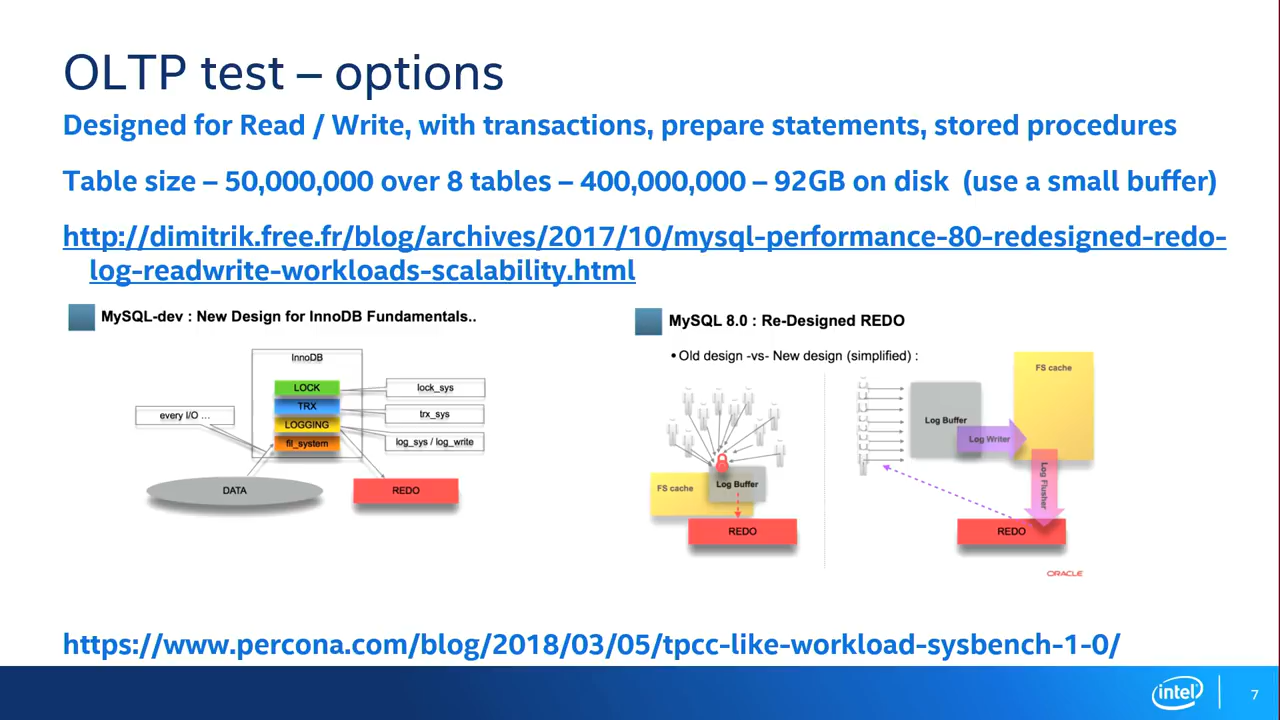 OLTP test – options
Designed for Read / Write, with transactions, prepare statements, stored procedures
Table size – 50,000,000 over 8 tables – 400,000,000 – 92GB on disk (use a small buffer)
http://dimitrik.free.fr/blog/archives/2017/10/mysql-performance-80-redesigned-redo-
log-readwrite-workloads-scalability.html
MySQL-dev : New Design for InnoDB Fundamentals..
InnoDB
LOCK
lock_sys
every I/O ...
TRX
trx_sys
LOGGING
fil_system
log_sys / log_write
DATA
REDO
MySQL 8.0 : Re-Designed REDO
• Old design -vs- New design (simplified) :
FS cache
Log Buffer
REDO
FS cache
Log Buffer
Log Writer
Log Flusher
REDO
ORACLE
https://www.percona.com/blog/2018/03/05/tpcc-like-workload-sysbench-1-0/
intel
7